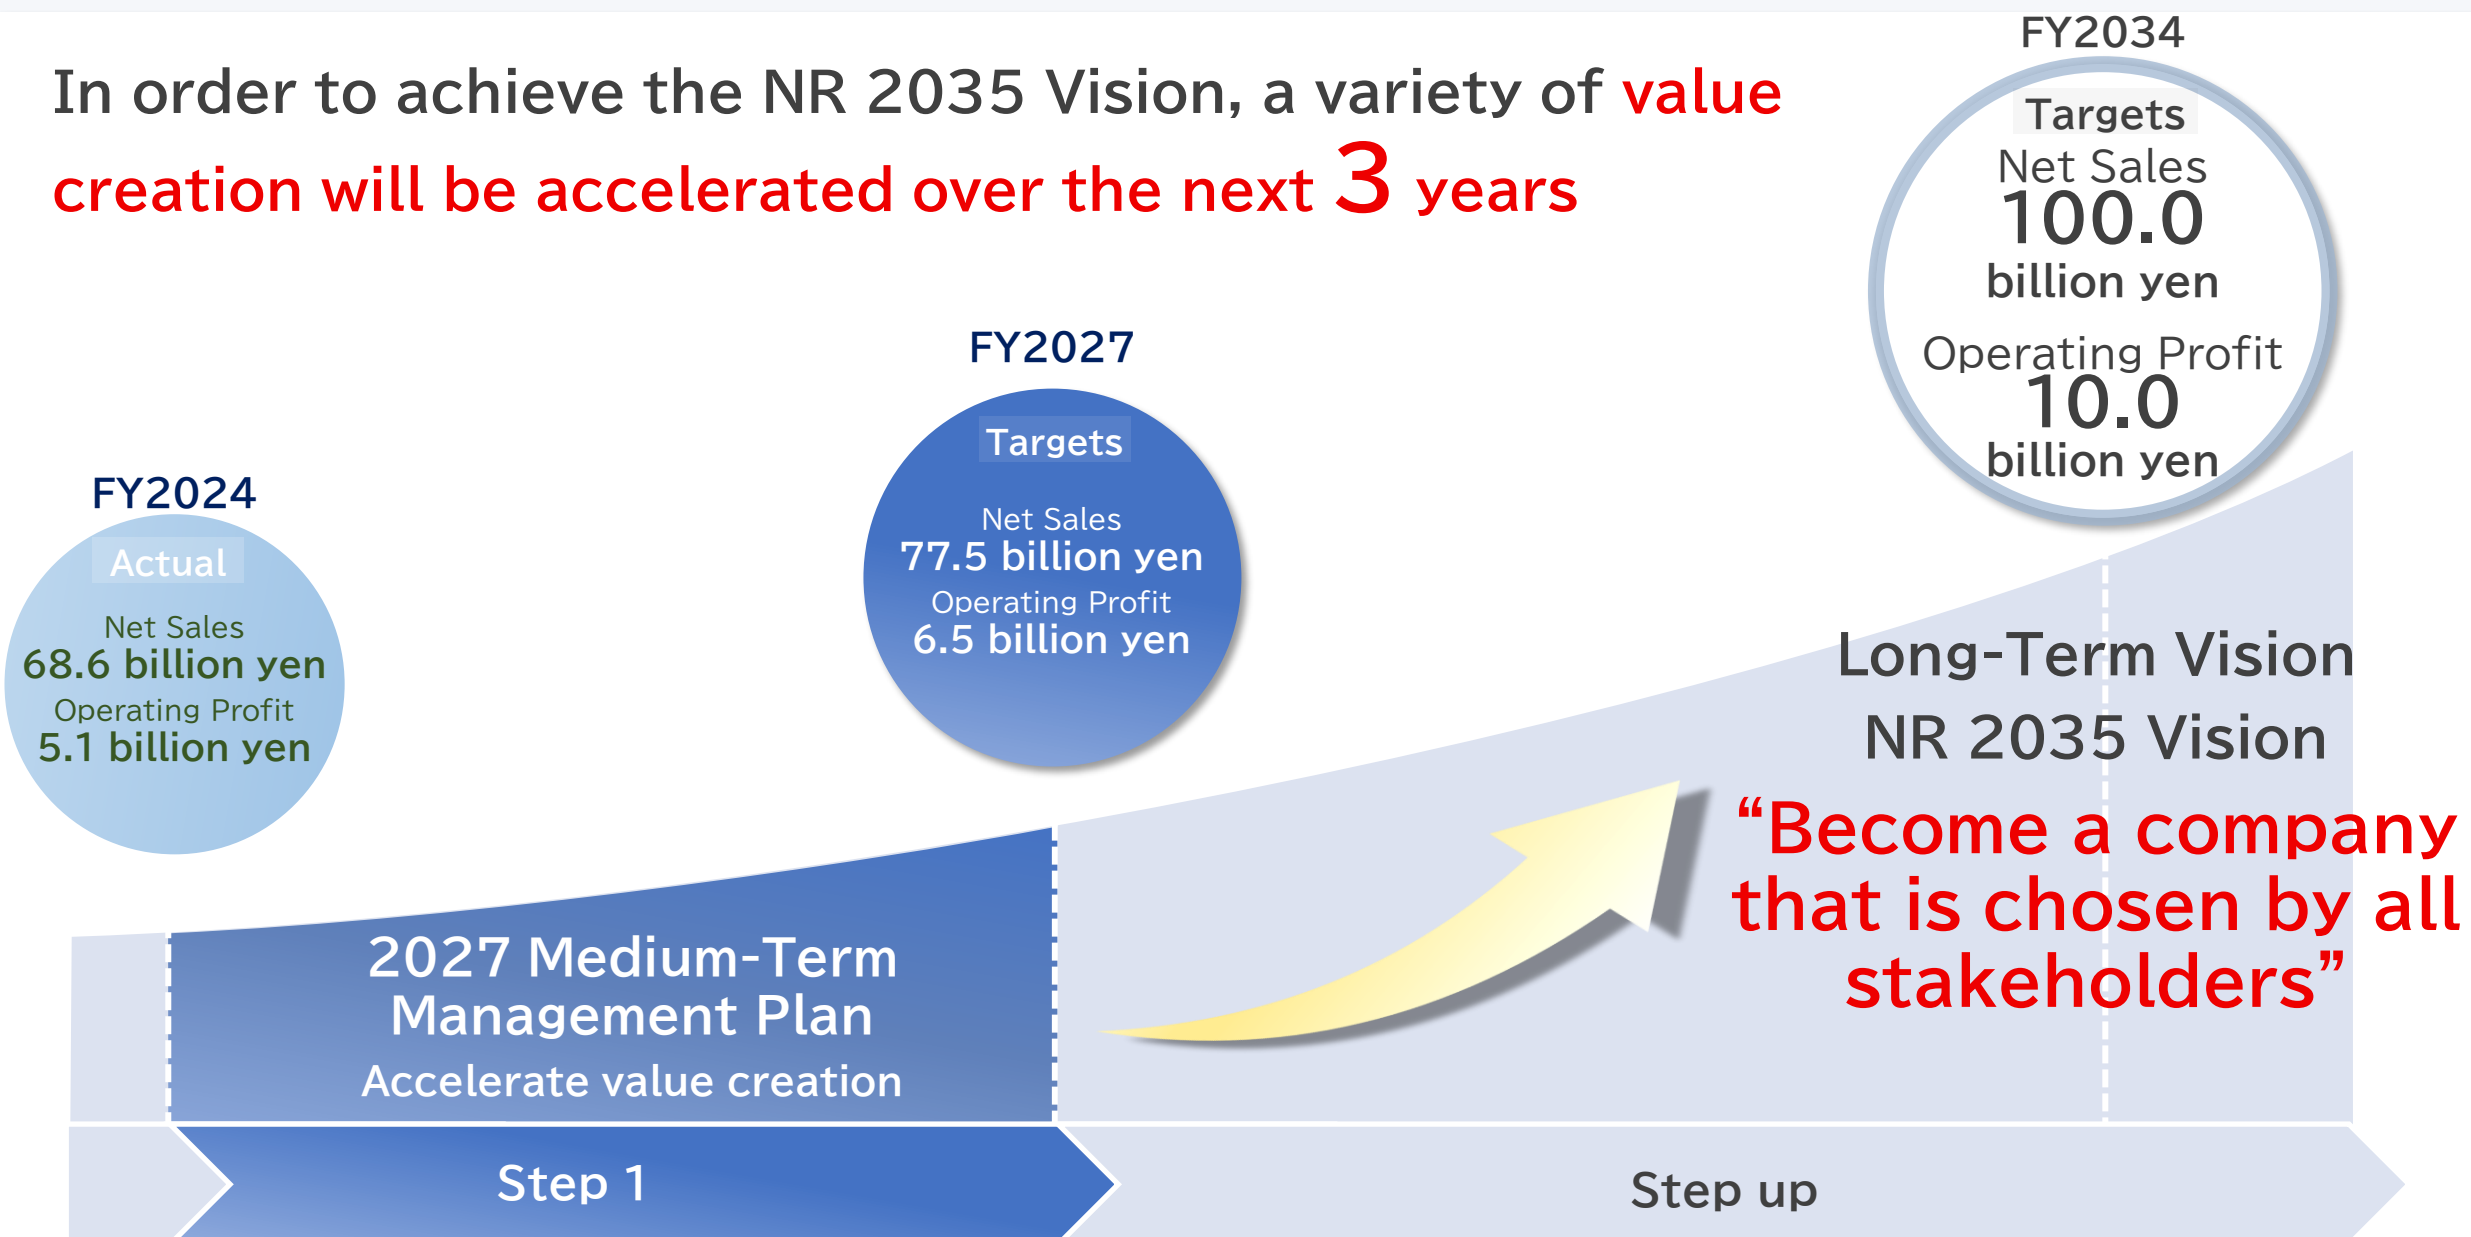 In order to achieve the NR 2035 Vision, a variety of value
creation will be accelerated over the next 3 years
FY2024
Actual
Net Sales
68.6 billion yen
Operating Profit
5.1 billion yen
FY2027
Targets
Net Sales
77.5 billion yen
Operating Profit
6.5 billion yen
FY2034
Targets
Net Sales
100.0
billion yen
Operating Profit
10.0
billion yen
2027 Medium-Term
Management Plan
Accelerate value creation
Long-Term Vision
NR 2035 Vision
“Become a company
that is chosen by all
stakeholders”
Step 1
Step up